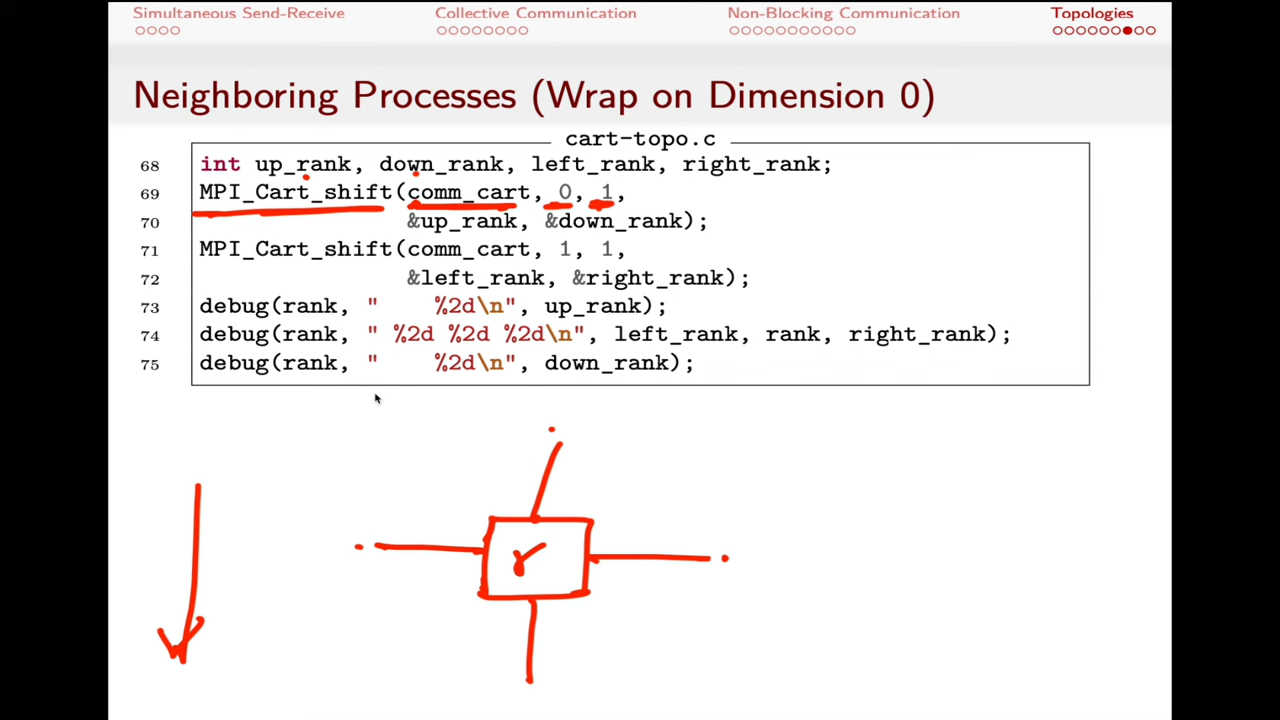 Simultaneous Send-Receive Collective Communication Non-Blocking Communication Topologies
Neighboring Processes (Wrap on Dimension 0)
cart-topo.c
68 int up_rank, down_rank, left_rank, right_rank;
69 MPI_Cart_shift(comm_cart, 0, 1,
70 &up_rank, &down_rank);
71 MPI_Cart_shift(comm_cart, 1, 1,
72 &left_rank, &right_rank);
73 debug(rank, "    %2d\n", up_rank);
74 debug(rank, " %2d %2d %2d\n", left_rank, rank, right_rank);
75 debug(rank, "    %2d\n", down_rank);
r